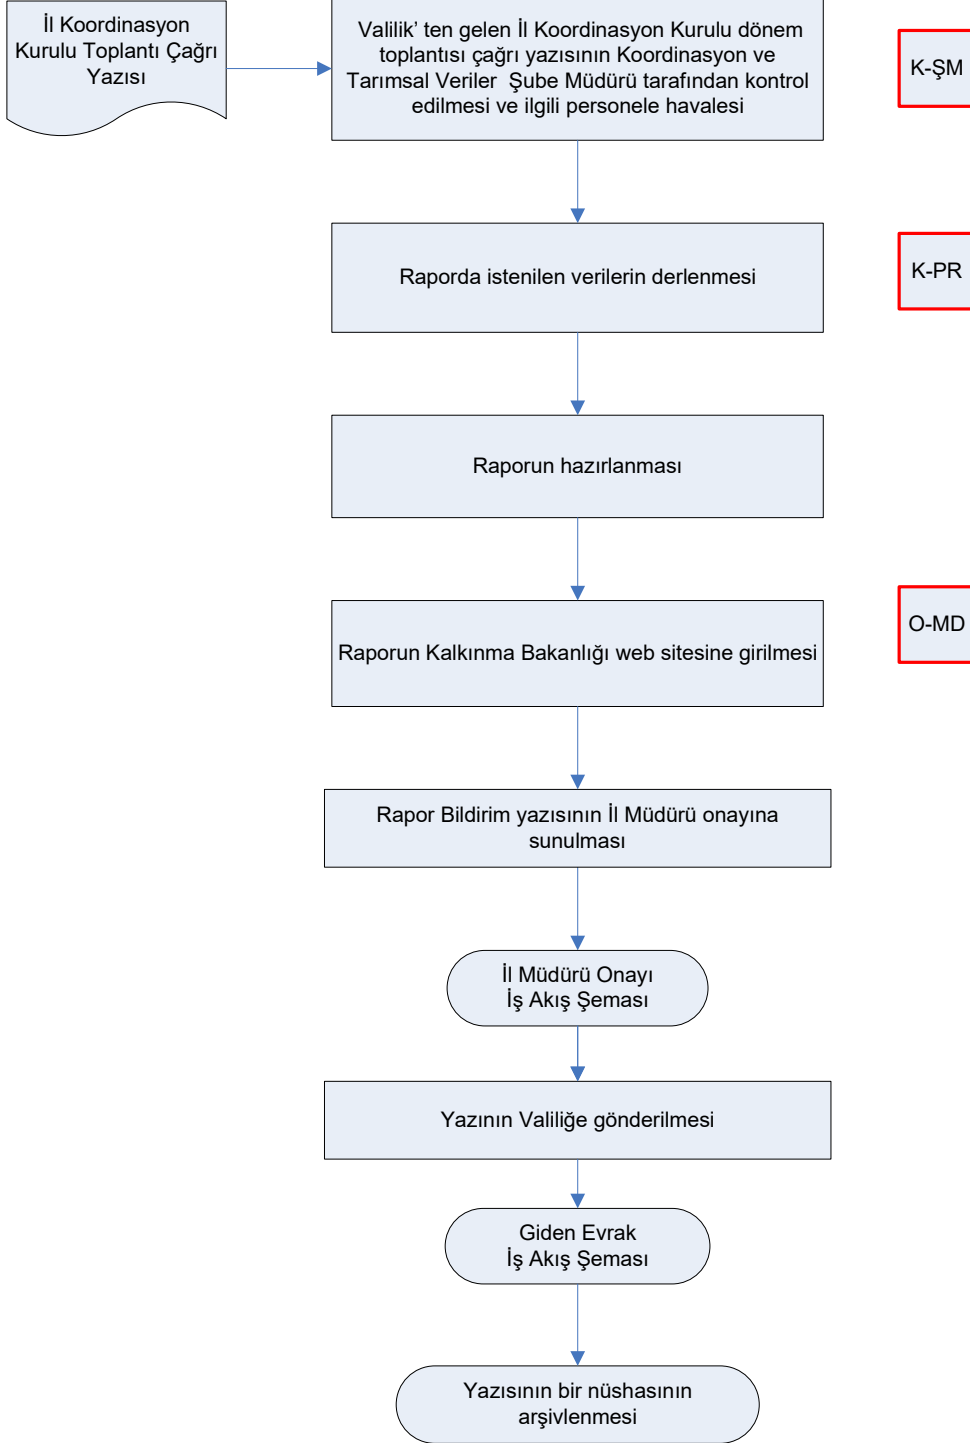 İl Koordinasyon
Kurulu Toplantı Çağrı
Yazısı
Valilik’ ten gelen İl Koordinasyon Kurulu dönem
toplantısı çağrı yazısının Koordinasyon ve
Tarımsal Veriler  Şube Müdürü tarafından kontrol
edilmesi ve ilgili personele havalesi
K-ŞM
Raporda istenilen verilerin derlenmesi
K-PR
Raporun hazırlanması
Raporun Kalkınma Bakanlığı web sitesine girilmesi
O-MD
Rapor Bildirim yazısının İl Müdürü onayına
sunulması
İl Müdürü Onayı
İş Akış Şeması
Yazının Valiliğe gönderilmesi
Giden Evrak
İş Akış Şeması
Yazısının bir nüshasının
arşivlenmesi